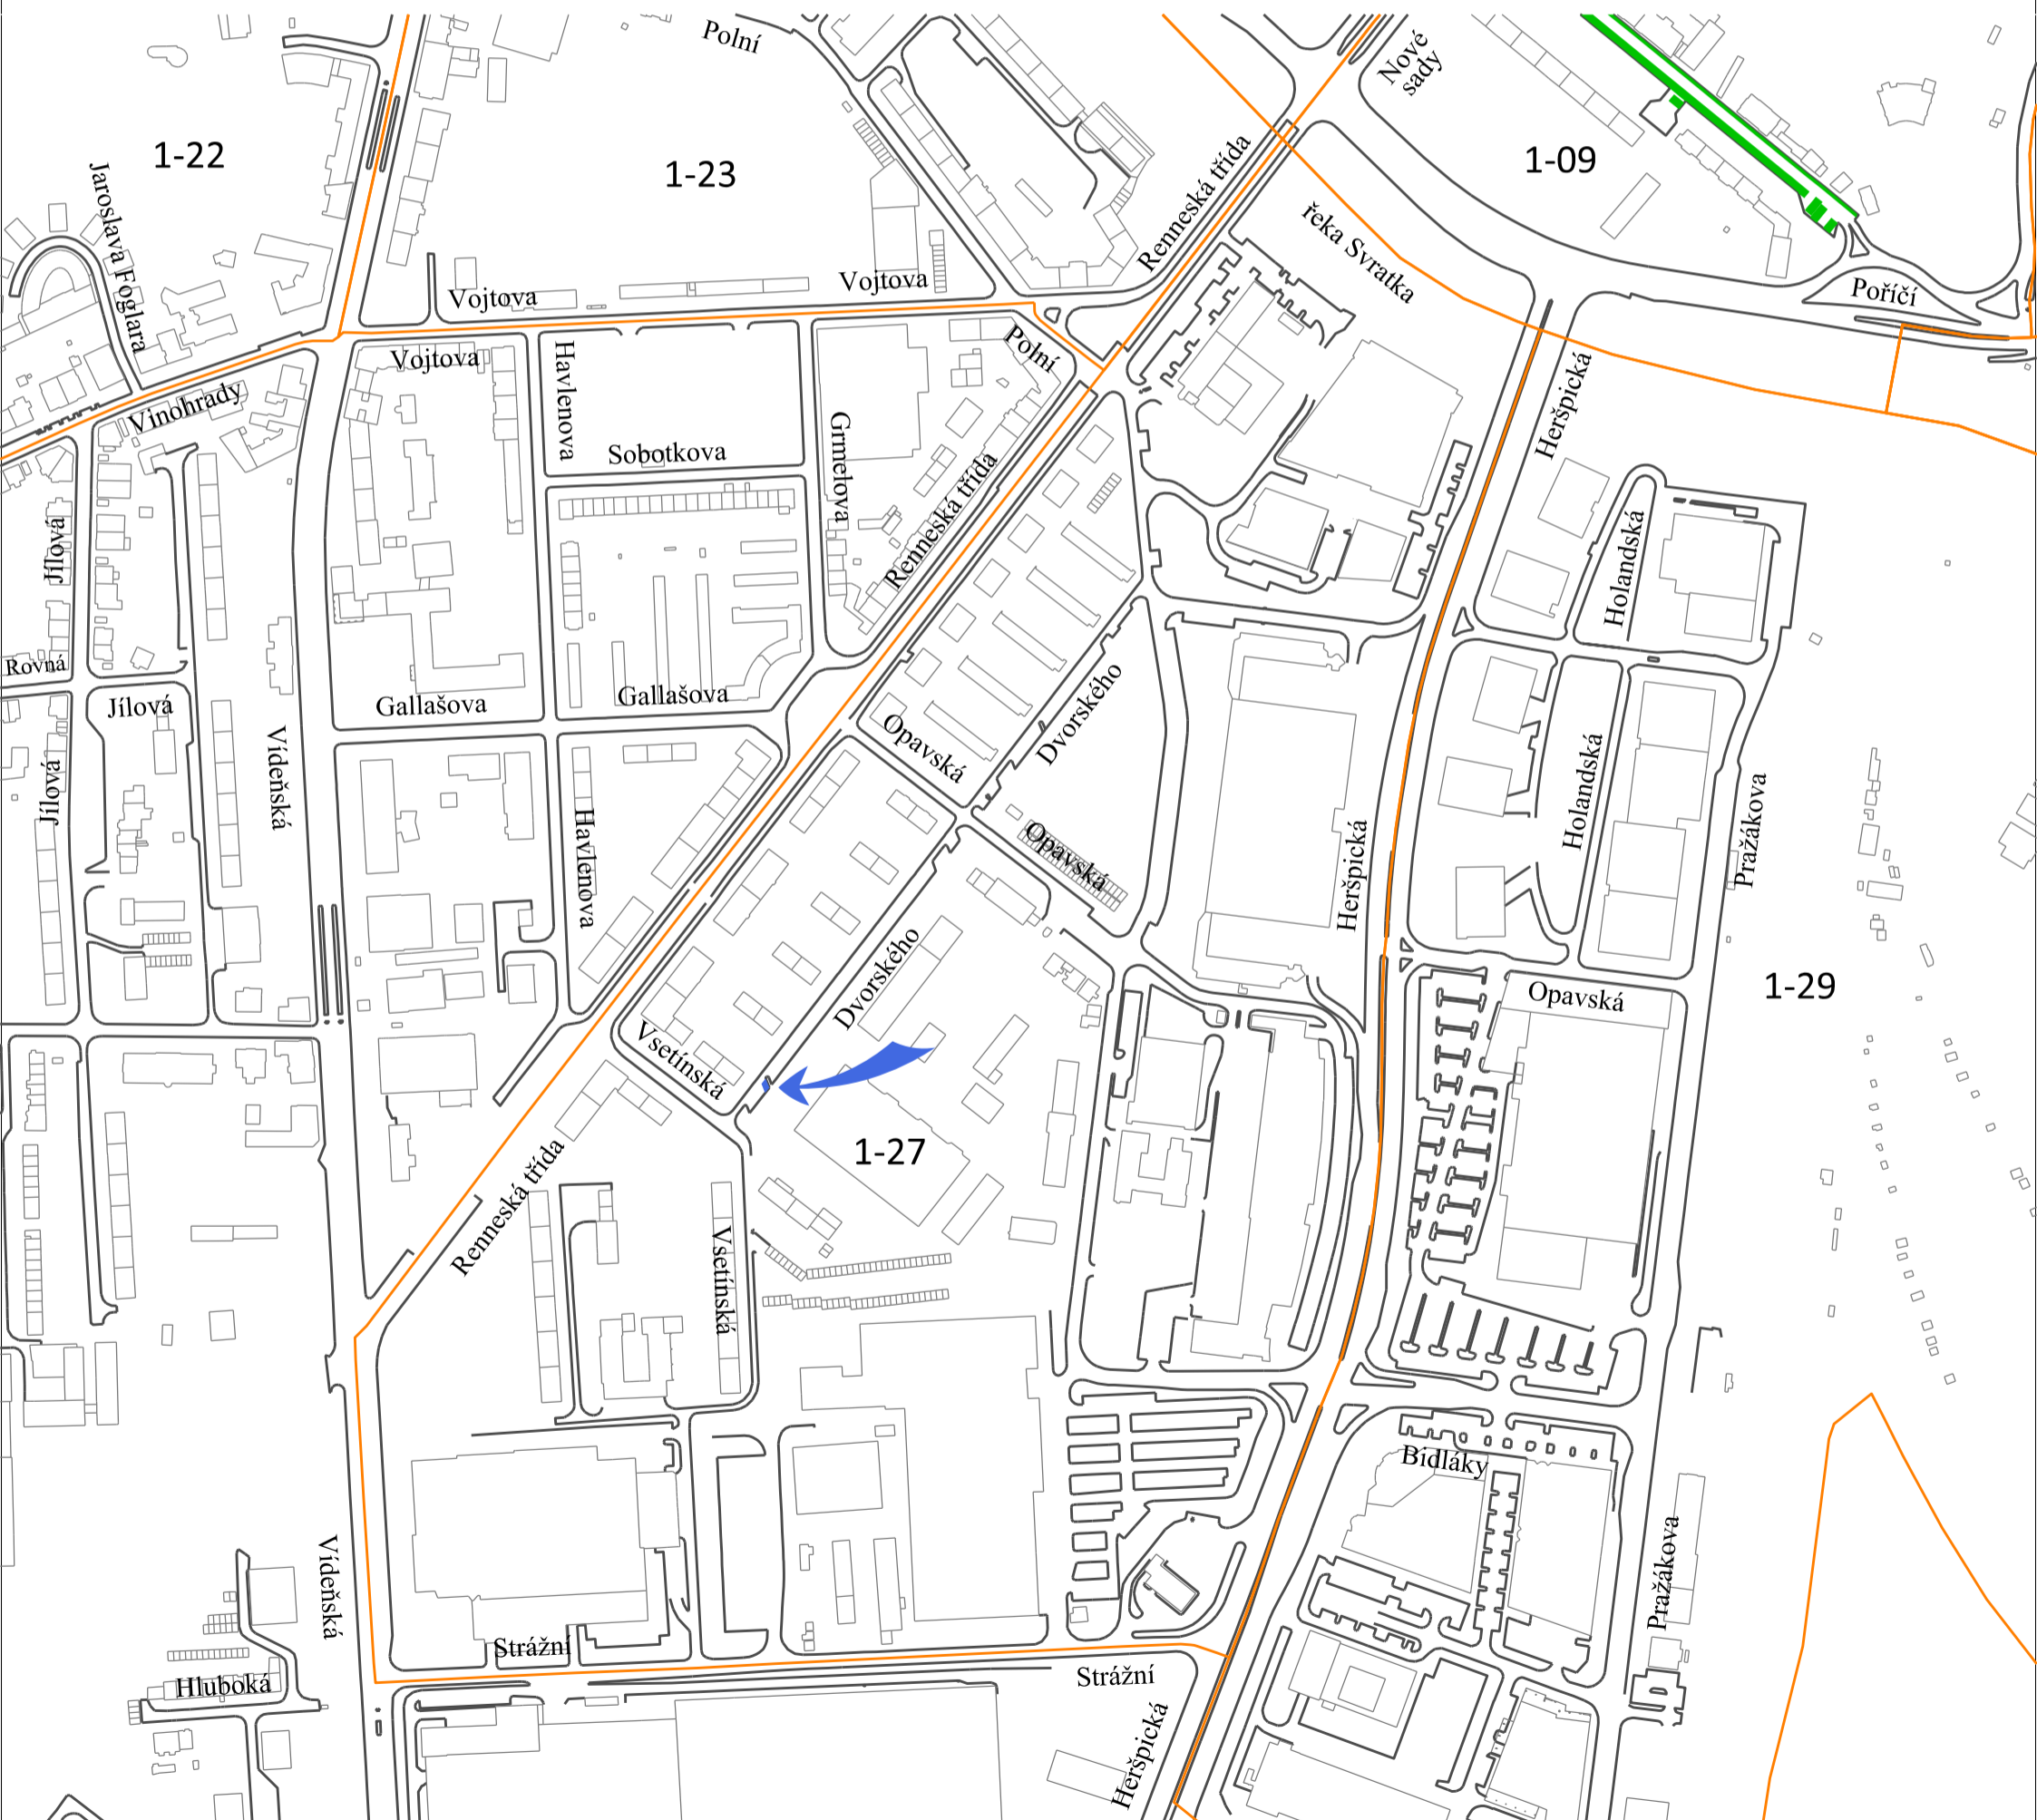 Polní
Nové
sady
1-22
1-23
1-09
Jaroslava Foglara
Renneská třída
řeka Svratka
Vojtova
Vojtova
Poříčí
Vojtova
Havlenova
Polní
Heršpická
Vinohrady
Sobotkova
Grmelova
Renneská třída
Jílová
Holandská
Rovná
Jílová
Gallašova
Gallašova
Dvorského
Opavská
Vídeňská
Jílová
Holandská
Pražákova
Havlenova
Opavská
Heršpická
Dvorského
1-29
Opavská
Vsetínská
1-27
Renneská třída
Vsetínská
Bidláky
Vídeňská
Pražákova
Strážní
Strážní
Hluboká
Heršpická